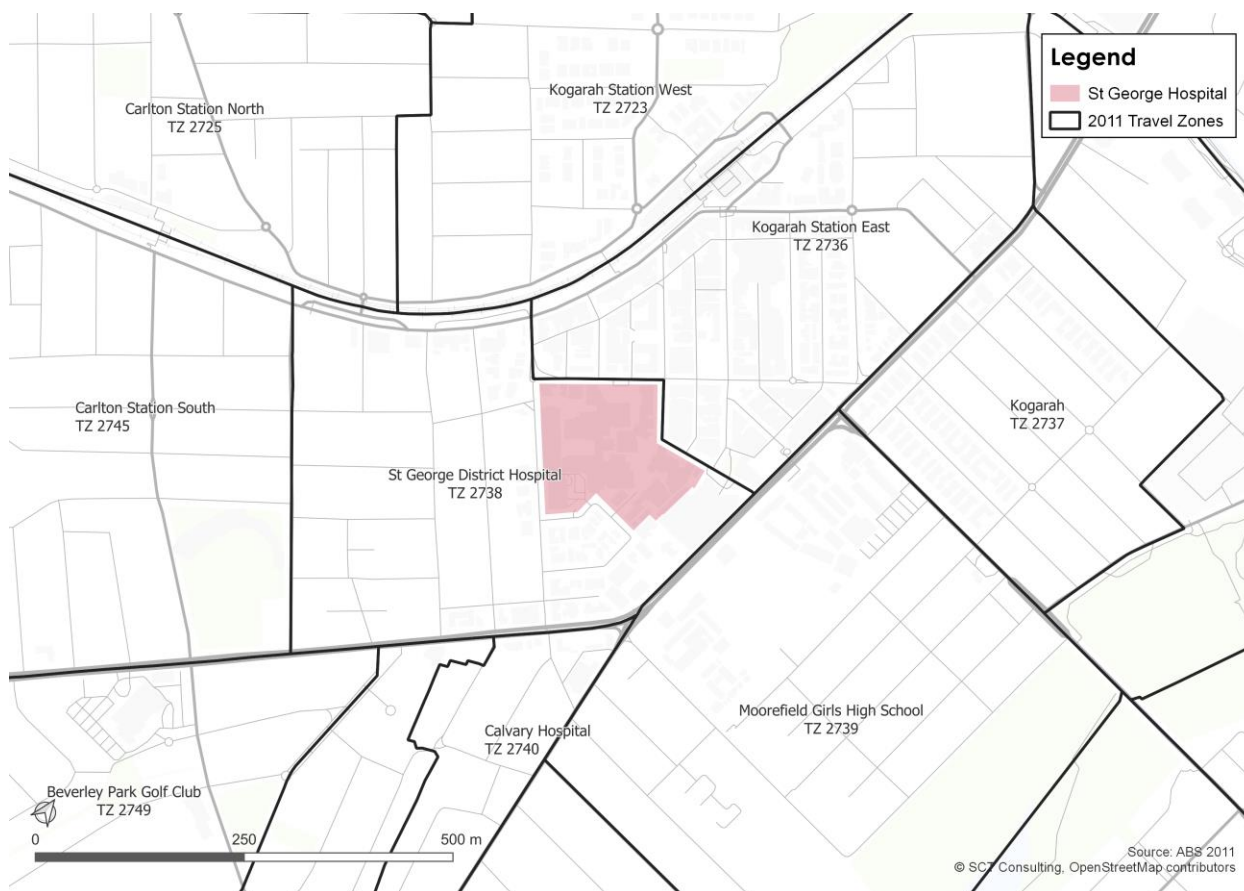 Legend
St George Hospital
2011 Travel Zones
Kogarah Station West
TZ 2723
Carlton Station North
TZ 2725
Kogarah Station East
TZ 2736
Carlton Station South
TZ 2745
Kogarah
TZ 2737
St George District Hospital
TZ 2738
Moorefield Girls High School
TZ 2739
Calvary Hospital
TZ 2740
Beverley Park Golf Club
TZ 2749
0 250 500 m
Source: ABS 2011
© SCT Consulting, OpenStreetMap contributors